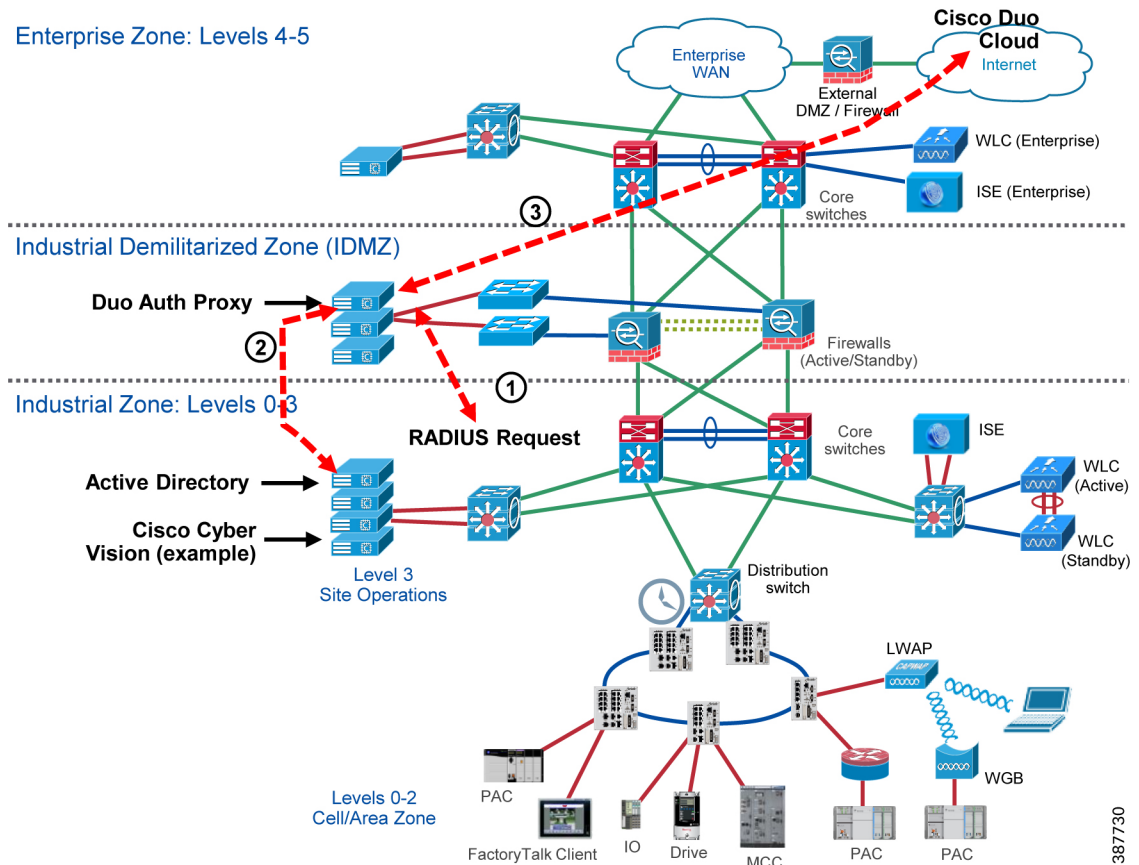 Enterprise Zone: Levels 4-5
Enterprise
WAN
External
DMZ / Firewall
Cisco Duo
Cloud
Internet
WLC (Enterprise)
ISE (Enterprise)
Core
switches
3
Industrial Demilitarized Zone (IDMZ)
Duo Auth Proxy
2
Firewalls
(Active/Standby)
1
Industrial Zone: Levels 0-3
RADIUS Request
Core
switches
ISE
Active Directory
WLC
(Active)
Cisco Cyber
Vision (example)
WLC
(Standby)
Level 3
Site Operations
Distribution
switch
LWAP
CAPWAP
WGB
PAC
Levels 0-2
Cell/Area Zone
FactoryTalk Client
IO
Drive
MCC
PAC
PAC
387730